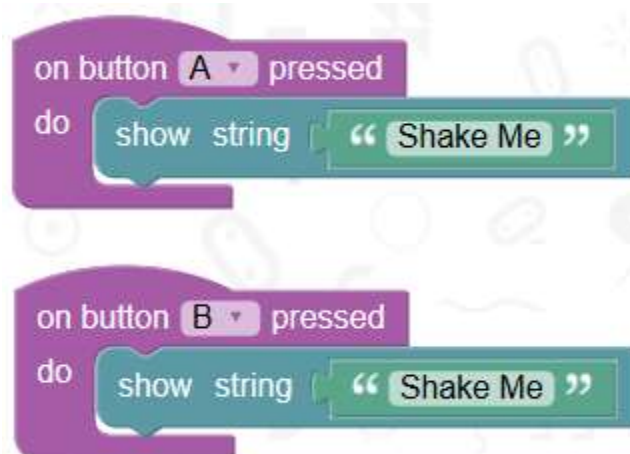 on button A pressed
do show string “ Shake Me ”
on button B pressed
do show string “ Shake Me ”